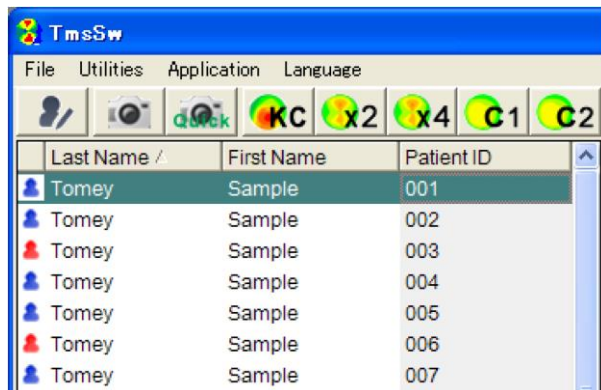 TmsSw
File Utilities Application Language
Quick KC x2 x4 C1 C2
Last Name First Name Patient ID
Tomey Sample 001
Tomey Sample 002
Tomey Sample 003
Tomey Sample 004
Tomey Sample 005
Tomey Sample 006
Tomey Sample 007